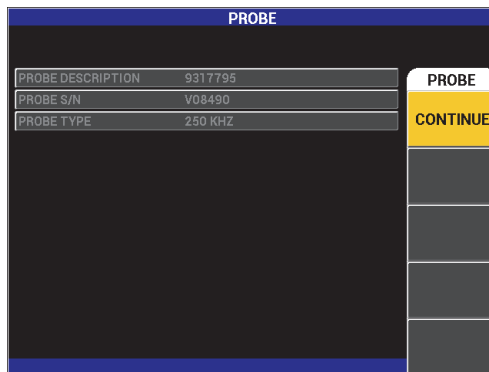 PROBE
PROBE DESCRIPTION 9317795
PROBE
PROBE S/N V08490
CONTINUE
PROBE TYPE 250 KHZ